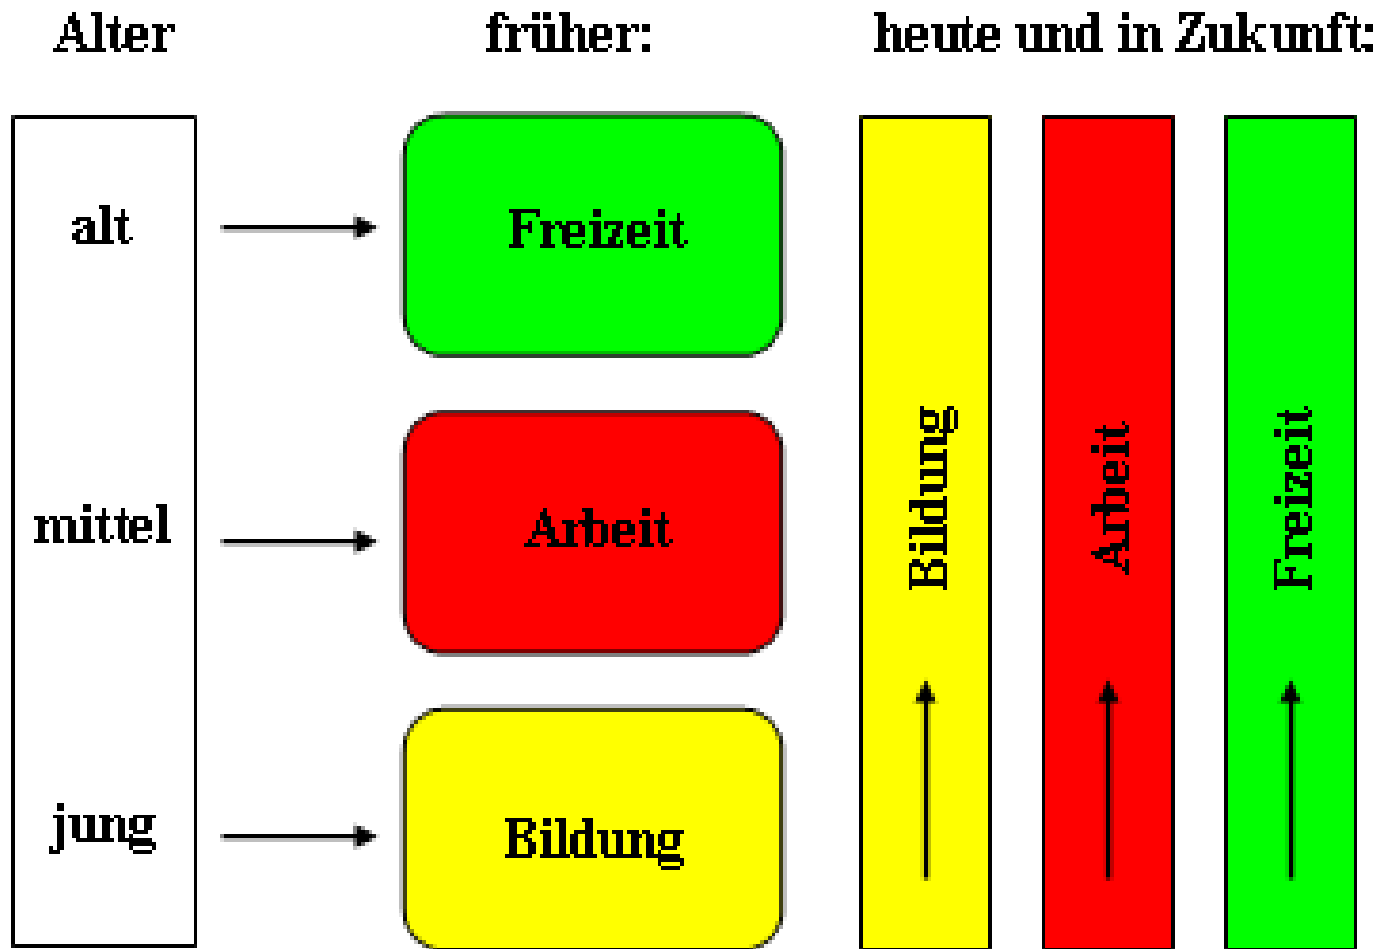 Alter früher: heute und in Zukunft:
alt Freizeit
mittel Arbeit
jung Bildung
Bildung
Arbeit
Freizeit